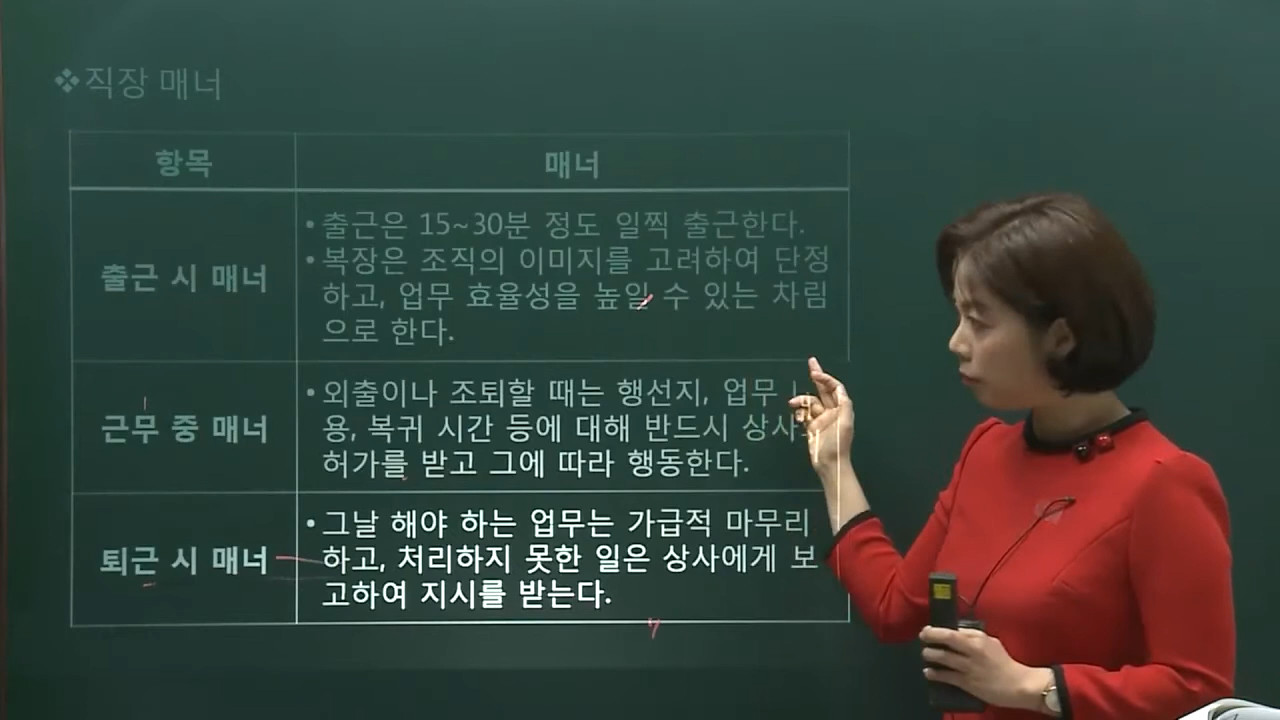 ❖직장 매너
항목 매너
출근 시 매너
• 출근은 15~30분 정도 일찍 출근한다.
• 복장은 조직의 이미지를 고려하여 단정
하고, 업무 효율성을 높일 수 있는 차림
으로 한다.
근무 중 매너
• 외출이나 조퇴할 때는 행선지, 업무
용, 복귀 시간 등에 대해 반드시 상사
허가를 받고 그에 따라 행동한다.
퇴근 시 매너
• 그날 해야 하는 업무는 가급적 마무리
하고, 처리하지 못한 일은 상사에게 보
고하여 지시를 받는다.